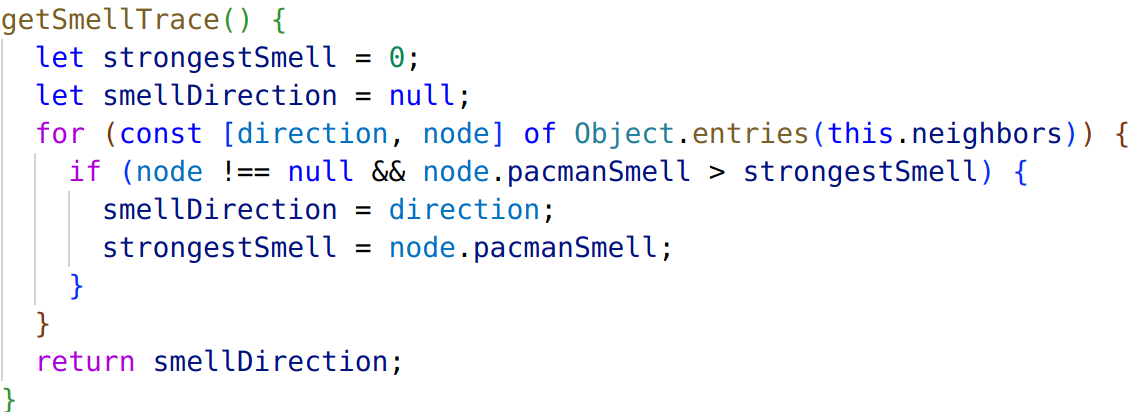 getSmellTrace() {
  let strongestSmell = 0;
  let smellDirection = null;
  for (const [direction, node] of Object.entries(this.neighbors)) {
    if (node !== null && node.pacmanSmell > strongestSmell) {
      smellDirection = direction;
      strongestSmell = node.pacmanSmell;
    }
  }
  return smellDirection;
}